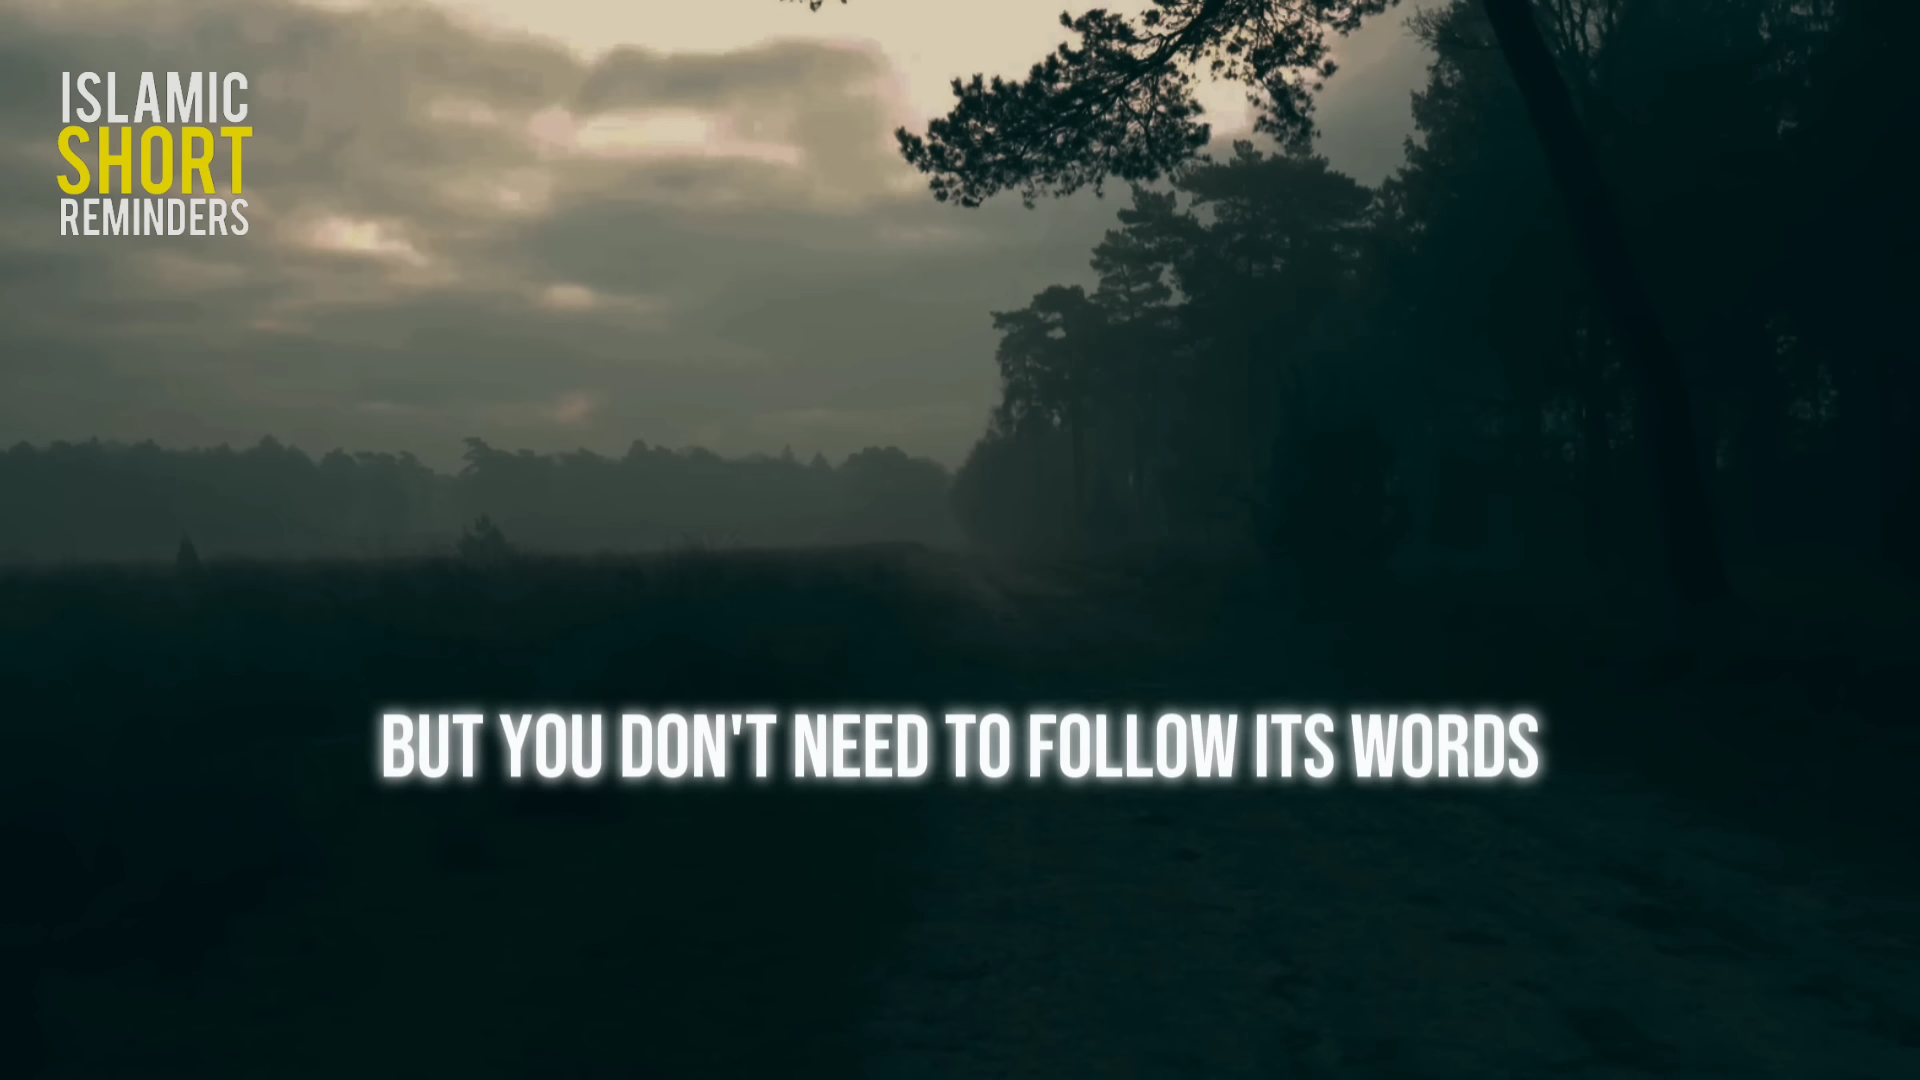 ISLAMIC
SHORT
REMINDERS
BUT YOU DON'T NEED TO FOLLOW ITS WORDS